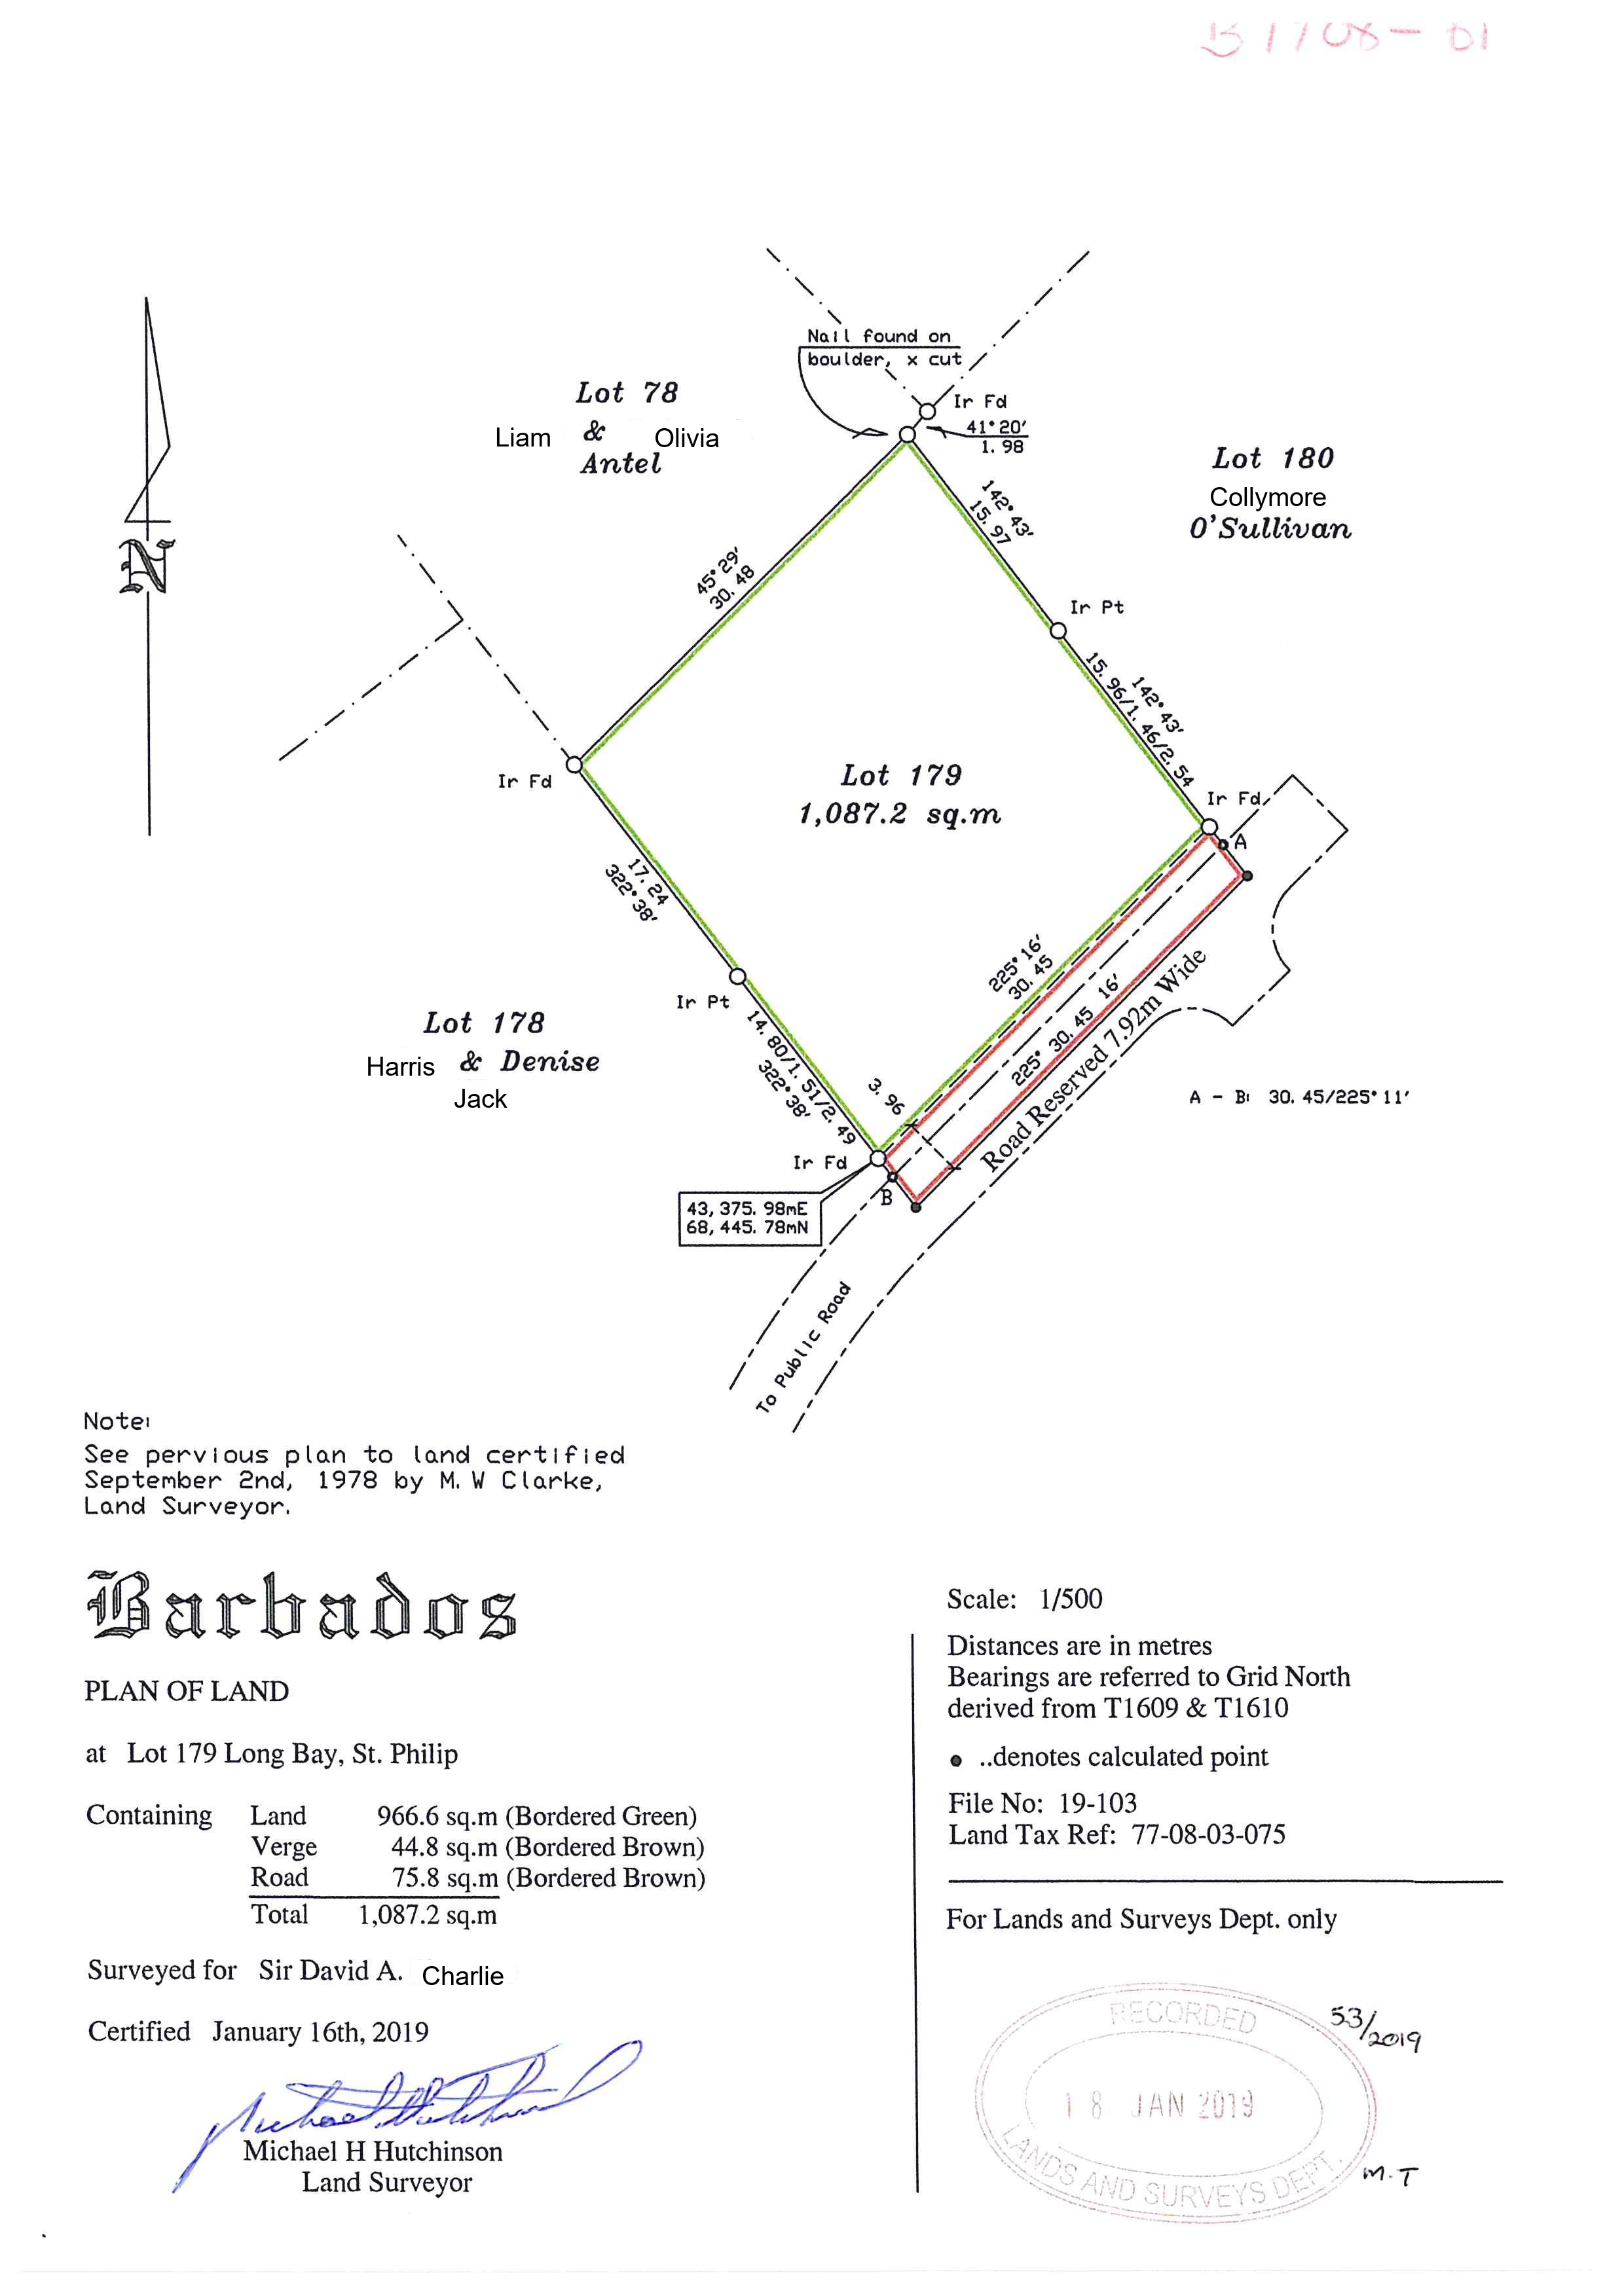 B1708-01
Nail found on
boulder, x cut
Ir Fd
41°20'
1.98
Lot 78
Liam & Olivia
Antel
Lot 180
Collymore
O'Sullivan
142°43'
15.97
45°29'
30.48
N
Ir Pt
142°43'
15.96/1.46/2.54
Lot 179
1,087.2 sq.m
Ir Fd
Ir Fd
A
17.24
322°38'
225°16'
30.45
Ir Pt
225° 30.45 16'
Road Reserved 7.92m Wide
Lot 178
Harris & Denise
Jack
14.80/1.51/2.49
322°38'
3.96
A - B: 30.45/225°11'
Ir Fd
B
43,375.98mE
68,445.78mN
To Public Road
Note:
See pervious plan to land certified
September 2nd, 1978 by M. W Clarke,
Land Surveyor.
Barbados
PLAN OF LAND
at Lot 179 Long Bay, St. Philip
Containing Land 966.6 sq.m (Bordered Green)
Verge 44.8 sq.m (Bordered Brown)
Road 75.8 sq.m (Bordered Brown)
Total 1,087.2 sq.m
Surveyed for Sir David A. Charlie
Certified January 16th, 2019
Michael H Hutchinson
Land Surveyor
Scale: 1/500
Distances are in metres
Bearings are referred to Grid North
derived from T1609 & T1610
● ..denotes calculated point
File No: 19-103
Land Tax Ref: 77-08-03-075
For Lands and Surveys Dept. only
RECORDED
53/2019
18 JAN 2019
LANDS AND SURVEYS DEPT.
M.T